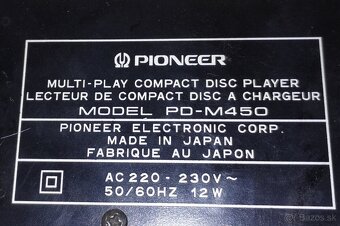 PIONEER
MULTI-PLAY COMPACT DISC PLAYER
LECTEUR DE COMPACT DISC A CHARGEUR
MODEL PD-M450
PIONEER ELECTRONIC CORP.
MADE IN JAPAN
FABRIQUE AU JAPON
AC 220 - 230V ~
50/60HZ 12W
bazos.sk